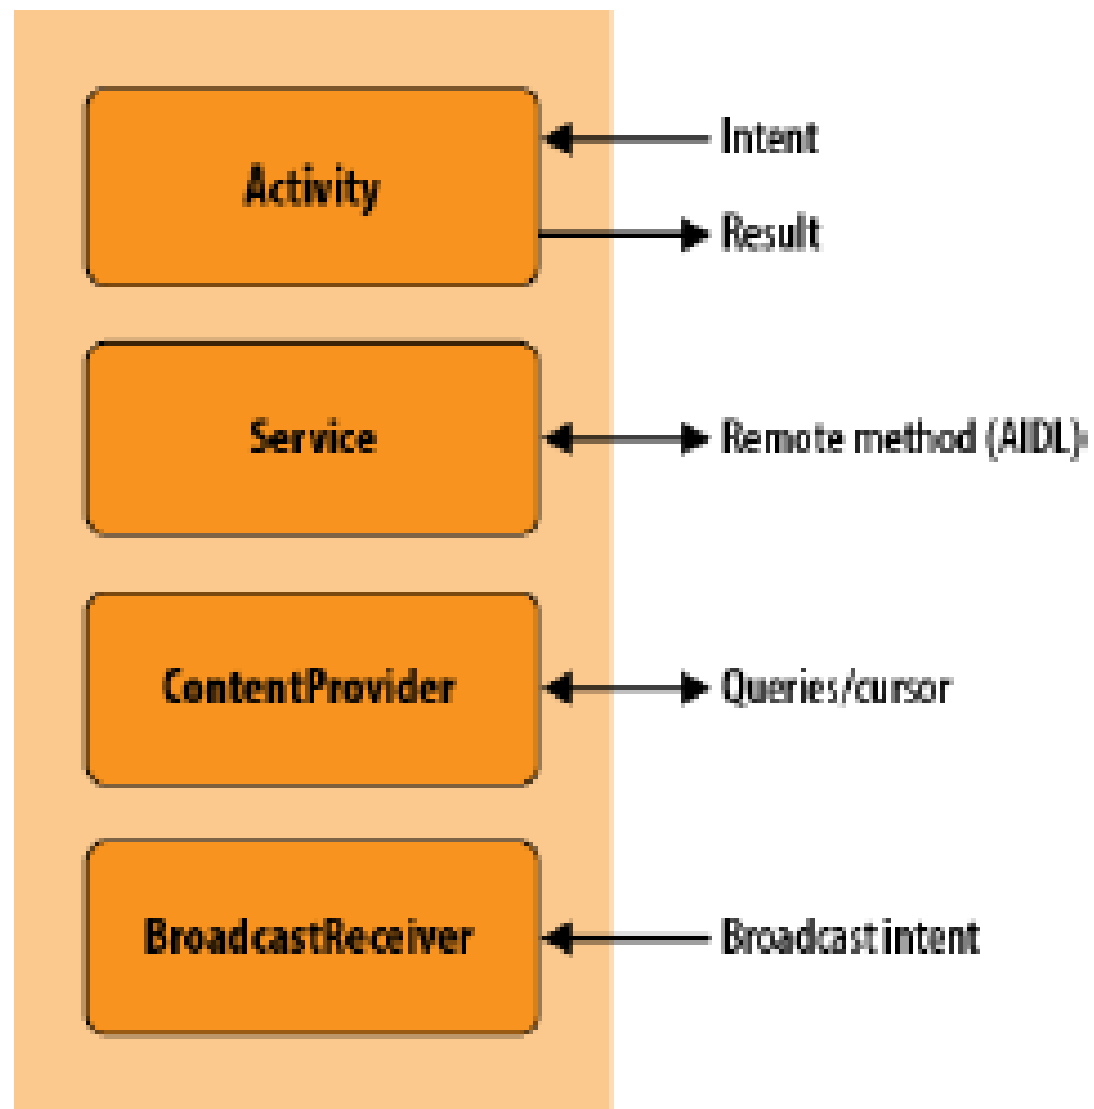 Activity
Intent
Result
Service
Remote method (AIDL)
ContentProvider
Queries/cursor
BroadcastReceiver
Broadcast intent